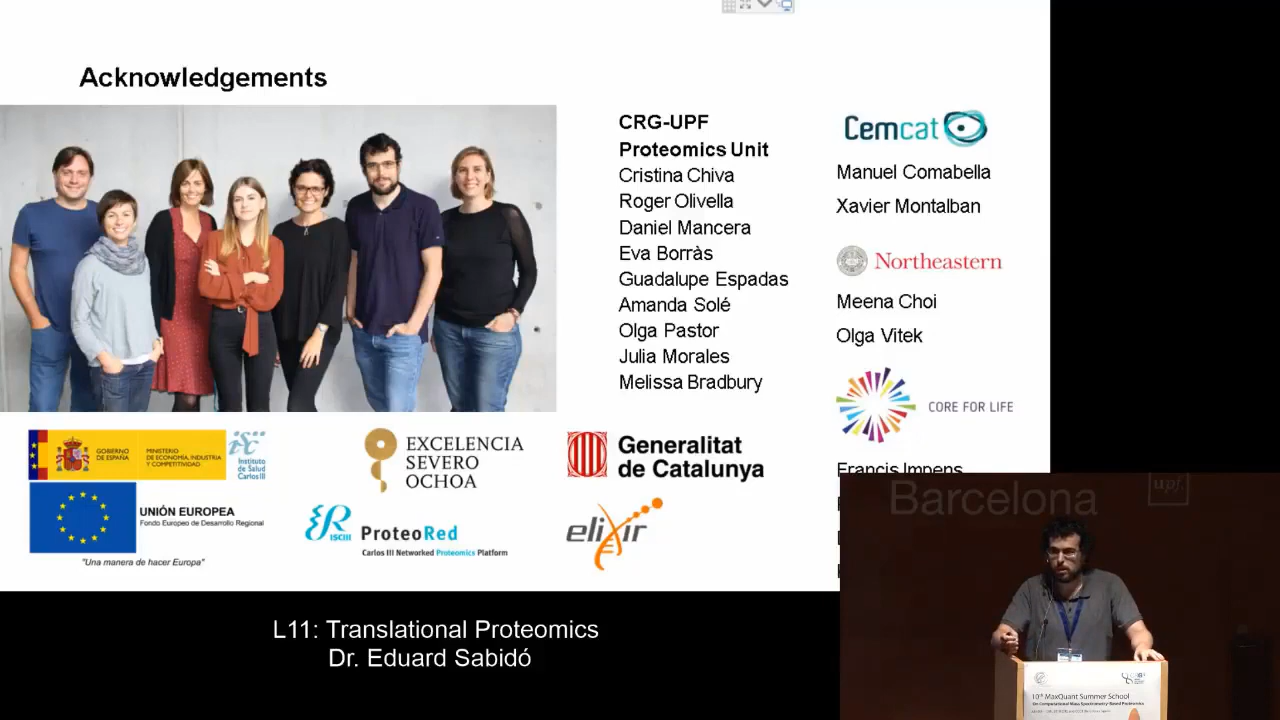 Acknowledgements
CRG-UPF
Proteomics Unit
Cristina Chiva
Roger Olivella
Daniel Mancera
Eva Borràs
Guadalupe Espadas
Amanda Solé
Olga Pastor
Julia Morales
Melissa Bradbury
Cemcat
Manuel Comabella
Xavier Montalban
Northeastern
Meena Choi
Olga Vitek
CORE FOR LIFE
Francis Impens
GOBIERNO
DE ESPAÑA
MINISTERIO
DE ECONOMÍA, INDUSTRIA
Y COMPETITIVIDAD
Instituto
de Salud
Carlos III
UNIÓN EUROPEA
Fondo Europeo de Desarrollo Regional
"Una manera de hacer Europa"
EXCELENCIA
SEVERO
OCHOA
ISCIII
ProteoRed
Carlos III Networked Proteomics Platform
Generalitat
de Catalunya
elixir
Barcelona
upf.
10th MaxQuant Summer School
L11: Translational Proteomics
Dr. Eduard Sabidó